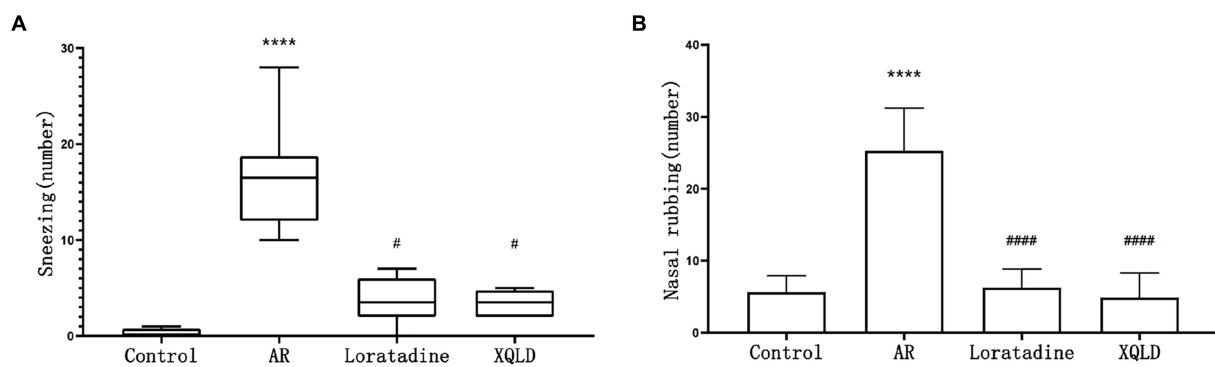 A
Sneezing(number)
30
20
10
0
****
#
#
Control
AR
Loratadine
XQLD
B
Nasal rubbing(number)
40
30
20
10
0
****
####
####
Control
AR
Loratadine
XQLD